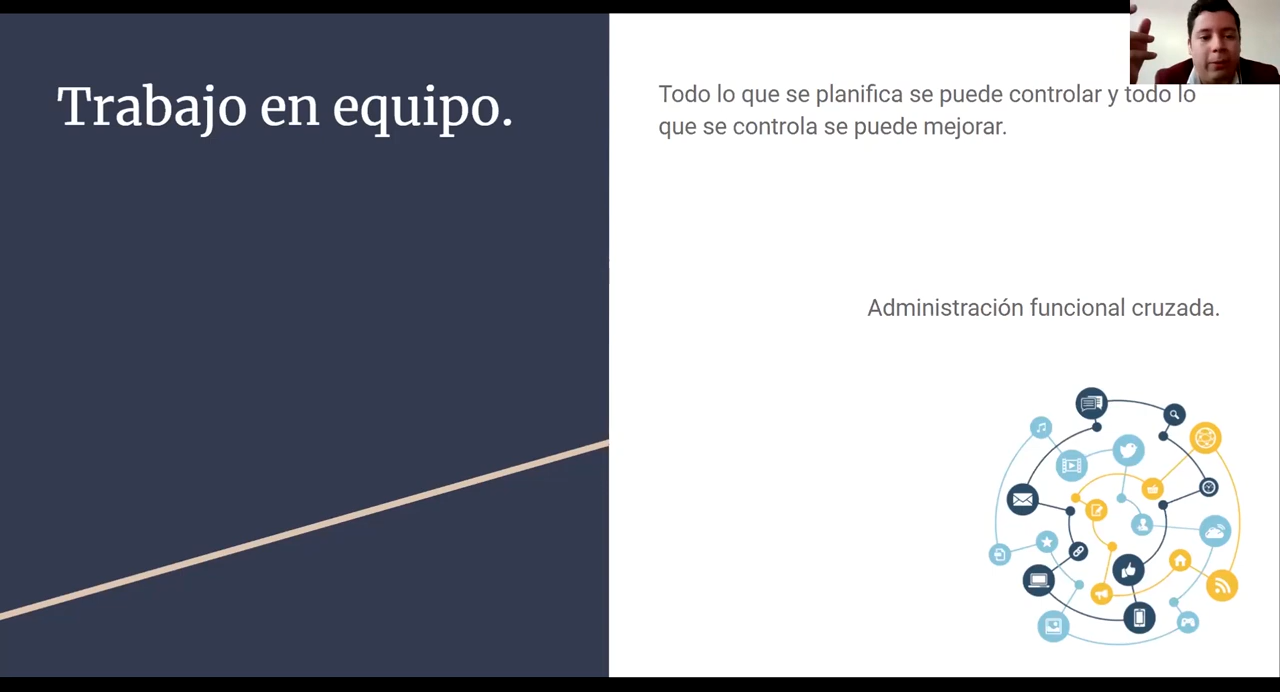 Trabajo en equipo.
Todo lo que se planifica se puede controlar y todo lo
que se controla se puede mejorar.
Administración funcional cruzada.